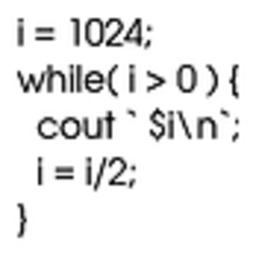 i = 1024;
while( i > 0 ) {
cout ` $i\n`;
i = i/2;
}